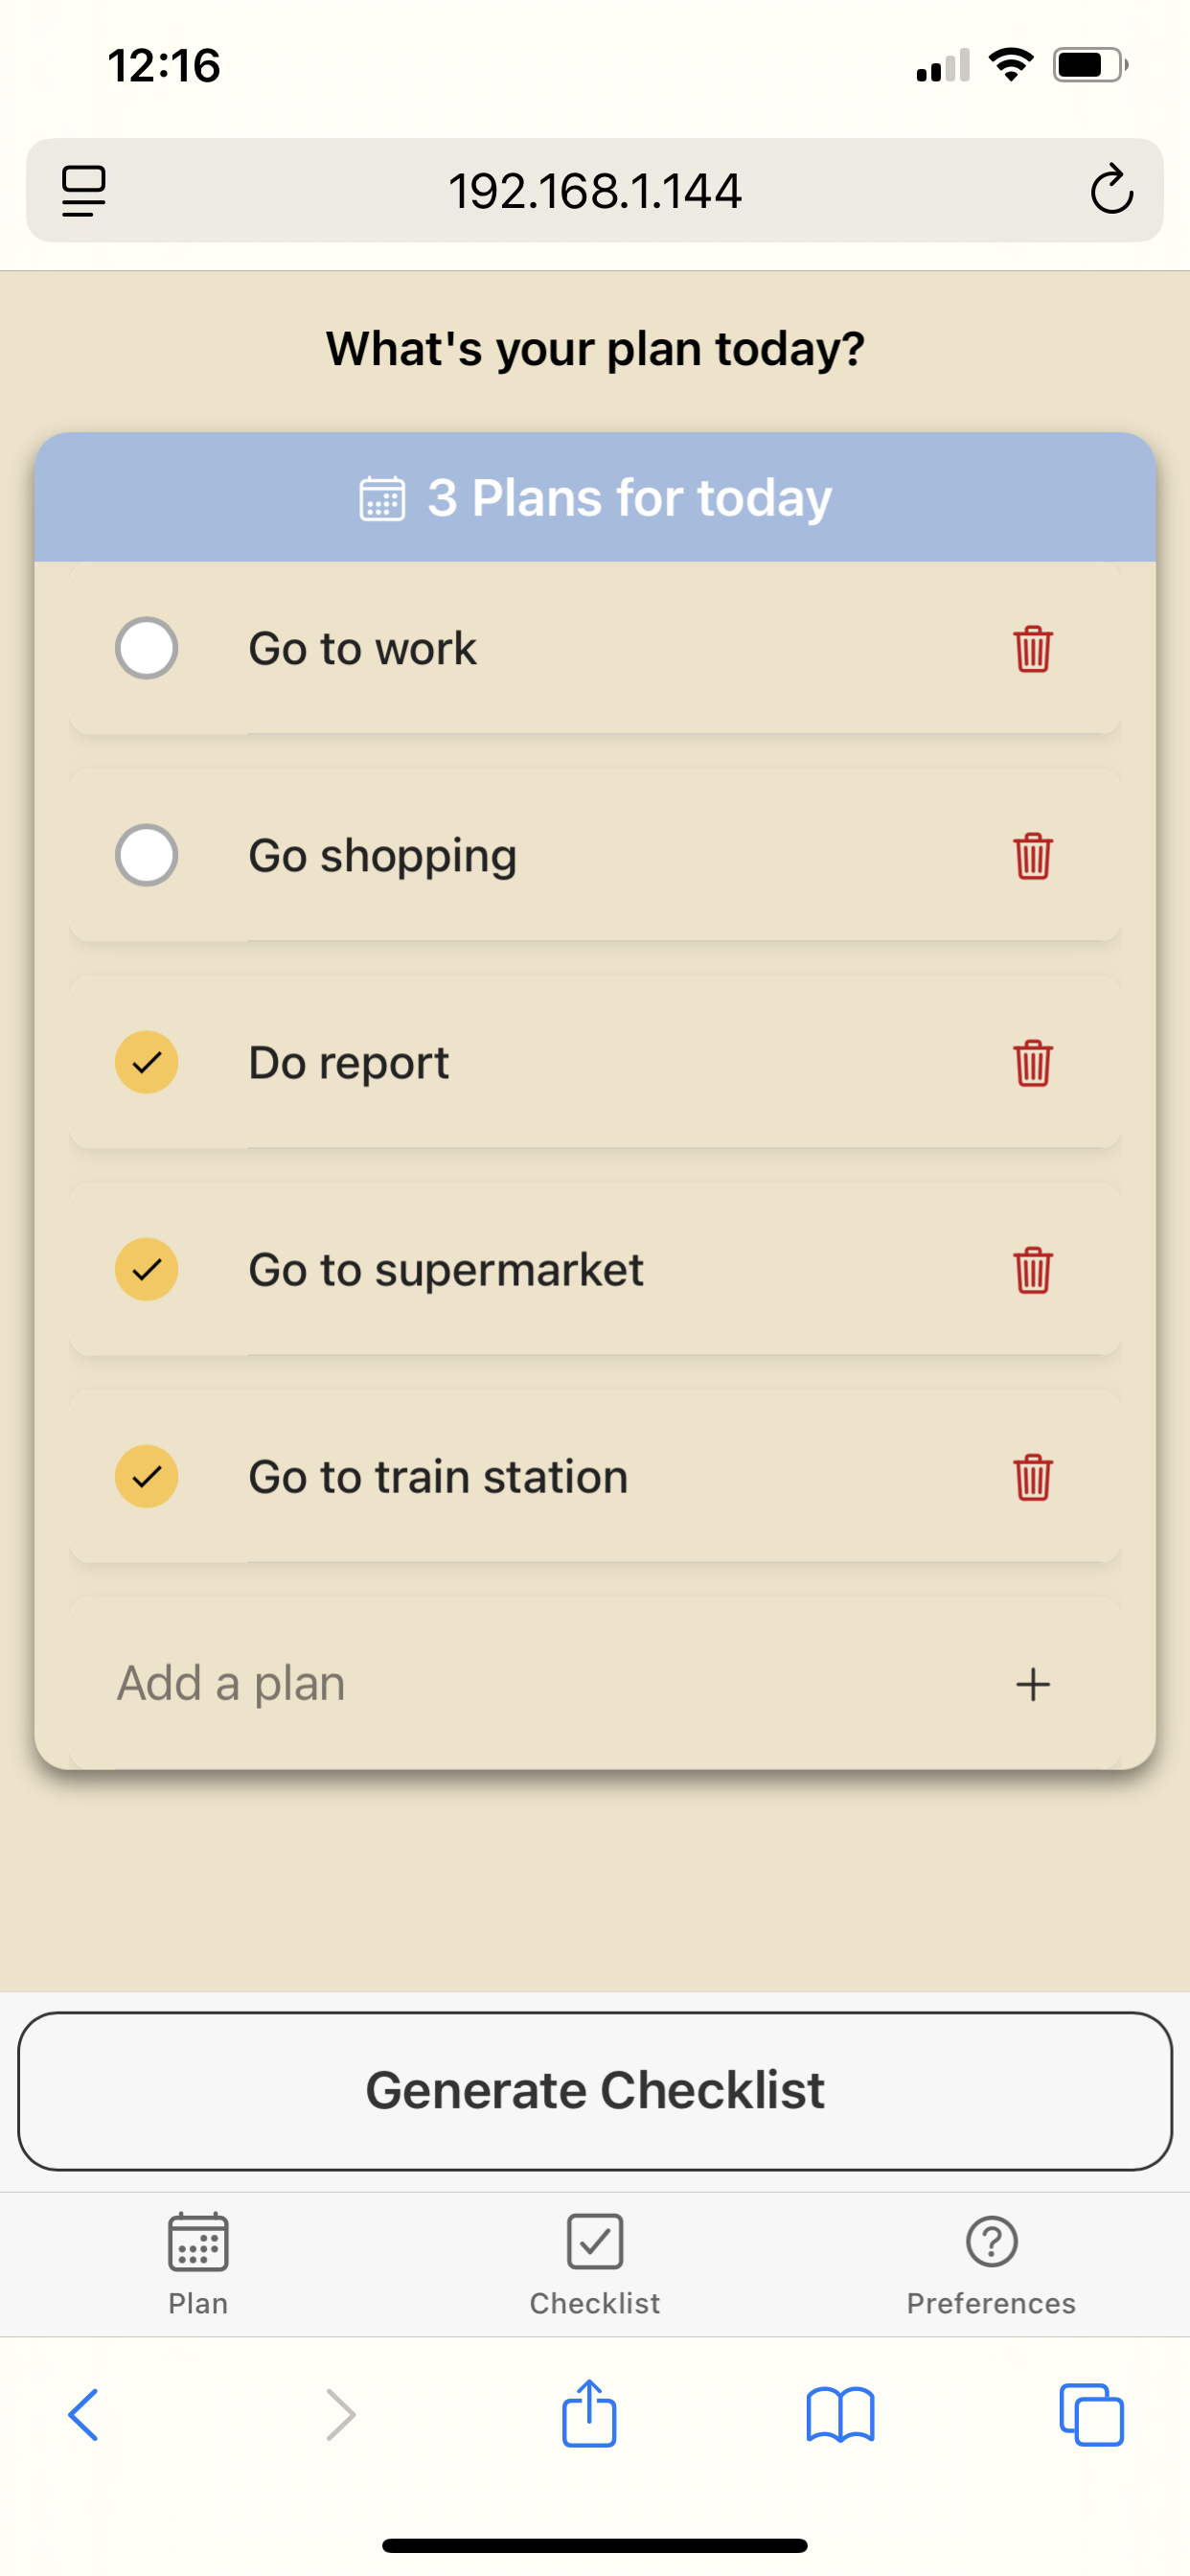 12:16
192.168.1.144
What's your plan today?
3 Plans for today
Go to work
Go shopping
Do report
Go to supermarket
Go to train station
Add a plan
Generate Checklist
Plan
Checklist
Preferences